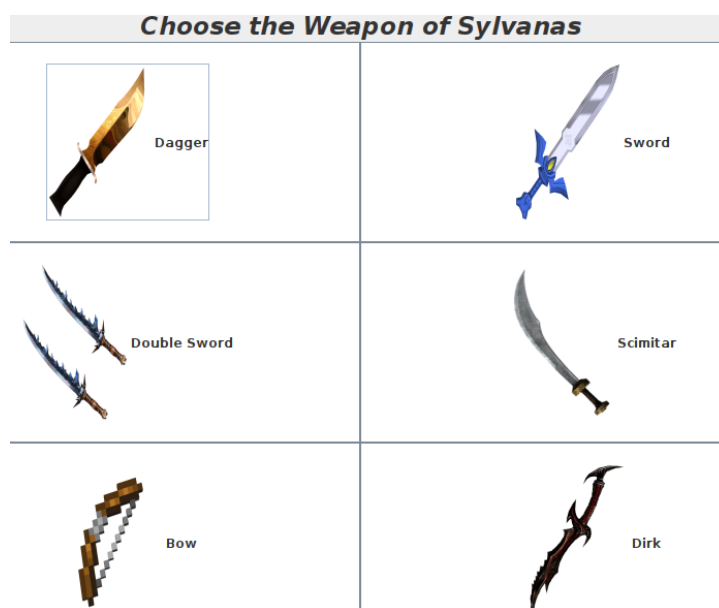 Choose the Weapon of Sylvanas
Dagger
Sword
Double Sword
Scimitar
Bow
Dirk